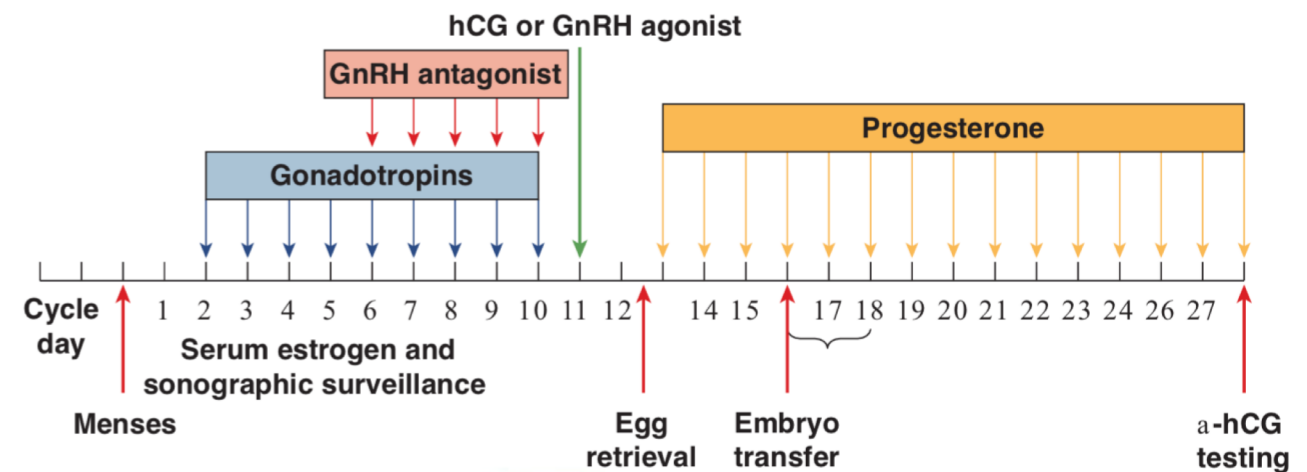 hCG or GnRH agonist
GnRH antagonist
Progesterone
Gonadotropins
Cycle day
1 2 3 4 5 6 7 8 9 10 11 12 14 15 17 18 19 20 21 22 23 24 26 27
Serum estrogen and
sonographic surveillance
Menses
Egg
retrieval
Embryo
transfer
a-hCG
testing